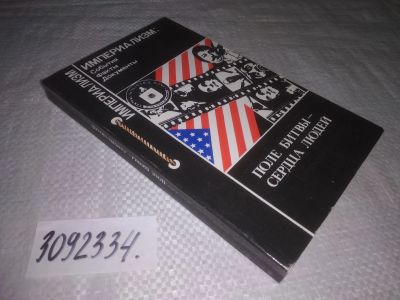 ИМПЕРИАЛИЗМ:
События
Факты
Документы
ПОЛЕ БИТВЫ –
СЕРДЦА ЛЮДЕЙ
ИМПЕРИАЛИЗМ
3092334.